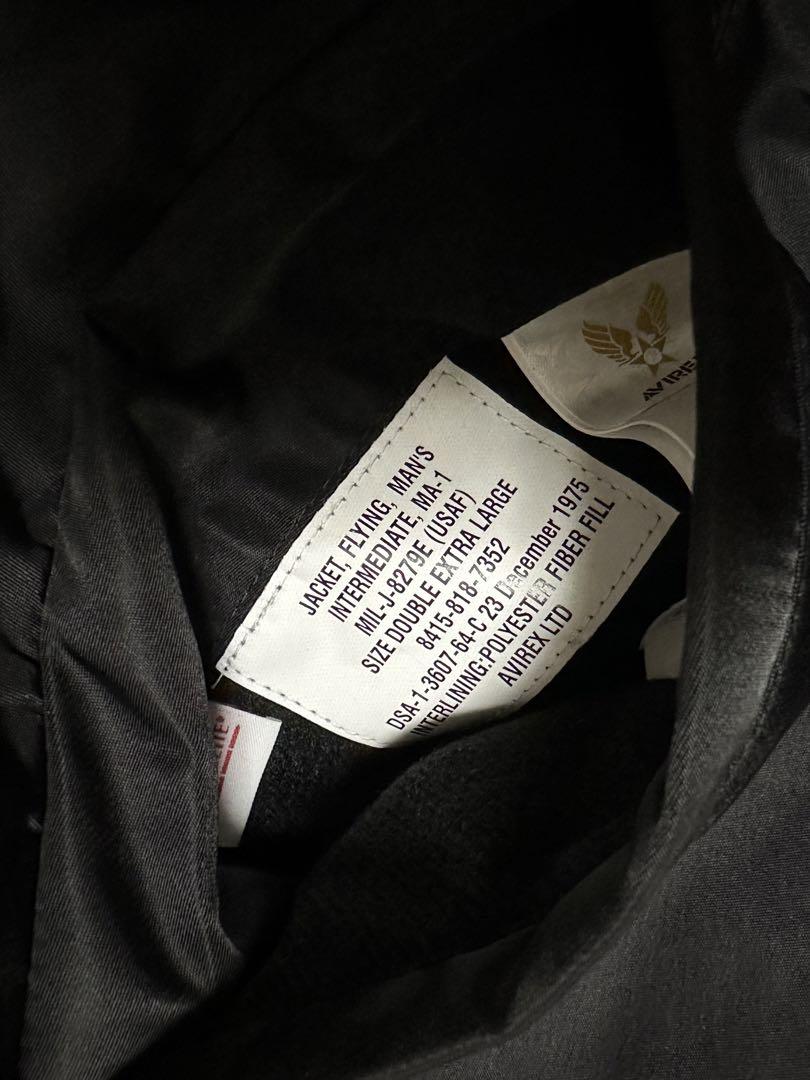 JACKET, FLYING, MAN'S
INTERMEDIATE, MA-1
MIL-J-8279E (USAF)
SIZE DOUBLE EXTRA LARGE
8415-818-7352
DSA-1-3607-64-C 23 December 1975
INTERLINING:POLYESTER FIBER FILL
AVIREX LTD